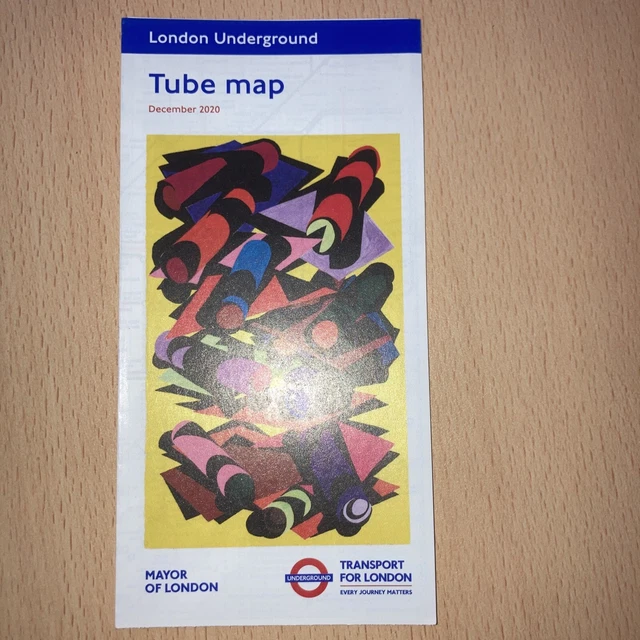 London Underground
Tube map
December 2020
MAYOR
OF LONDON
UNDERGROUND
TRANSPORT
FOR LONDON
EVERY JOURNEY MATTERS